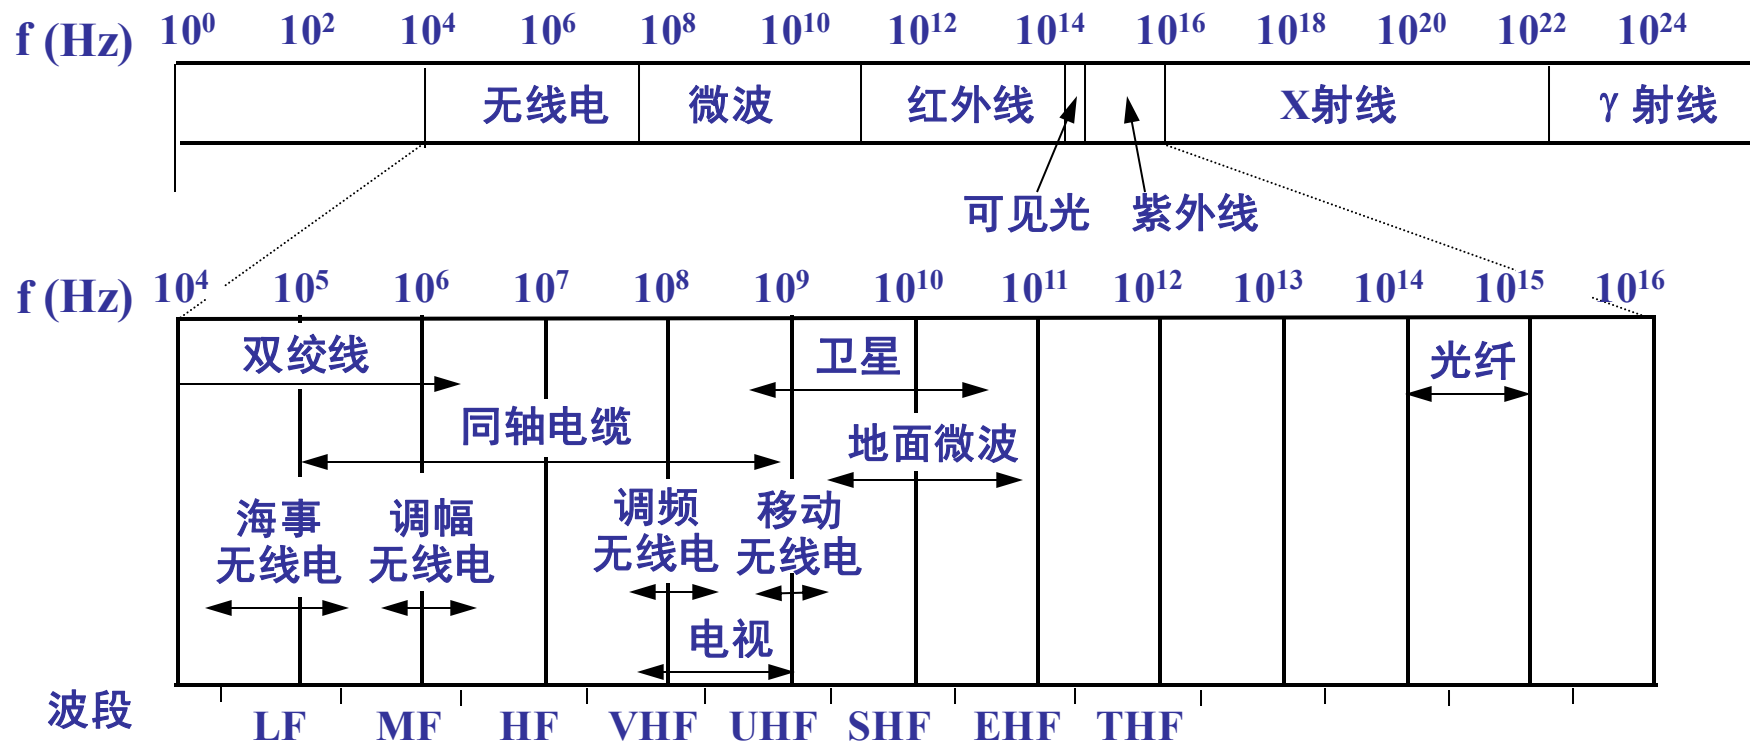 f (Hz) 10⁰ 10² 10⁴ 10⁶ 10⁸ 10¹⁰ 10¹² 10¹⁴ 10¹⁶ 10¹⁸ 10²⁰ 10²² 10²⁴
无线电 微波 红外线 X射线 γ 射线
可见光 紫外线
f (Hz) 10⁴ 10⁵ 10⁶ 10⁷ 10⁸ 10⁹ 10¹⁰ 10¹¹ 10¹² 10¹³ 10¹⁴ 10¹⁵ 10¹⁶
双绞线 卫星 光纤
同轴电缆 地面微波
海事 调幅 调频 移动
无线电 无线电 无线电 无线电
电视
波段 LF MF HF VHF UHF SHF EHF THF